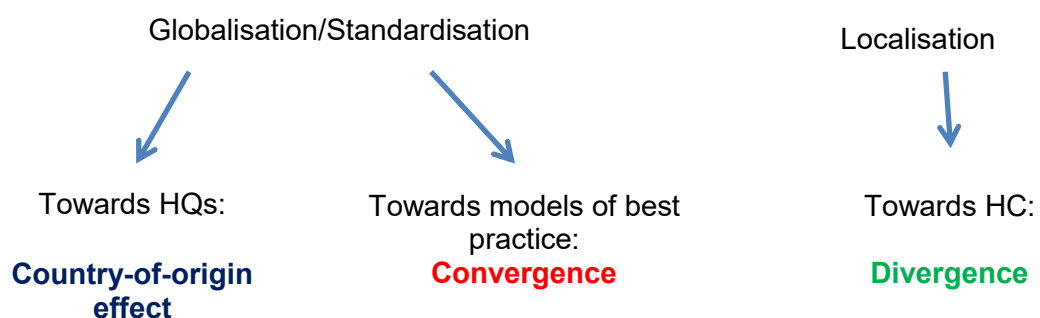 Globalisation/Standardisation
Localisation
Towards HQs:
Country-of-origin
effect
Towards models of best
practice:
Convergence
Towards HC:
Divergence